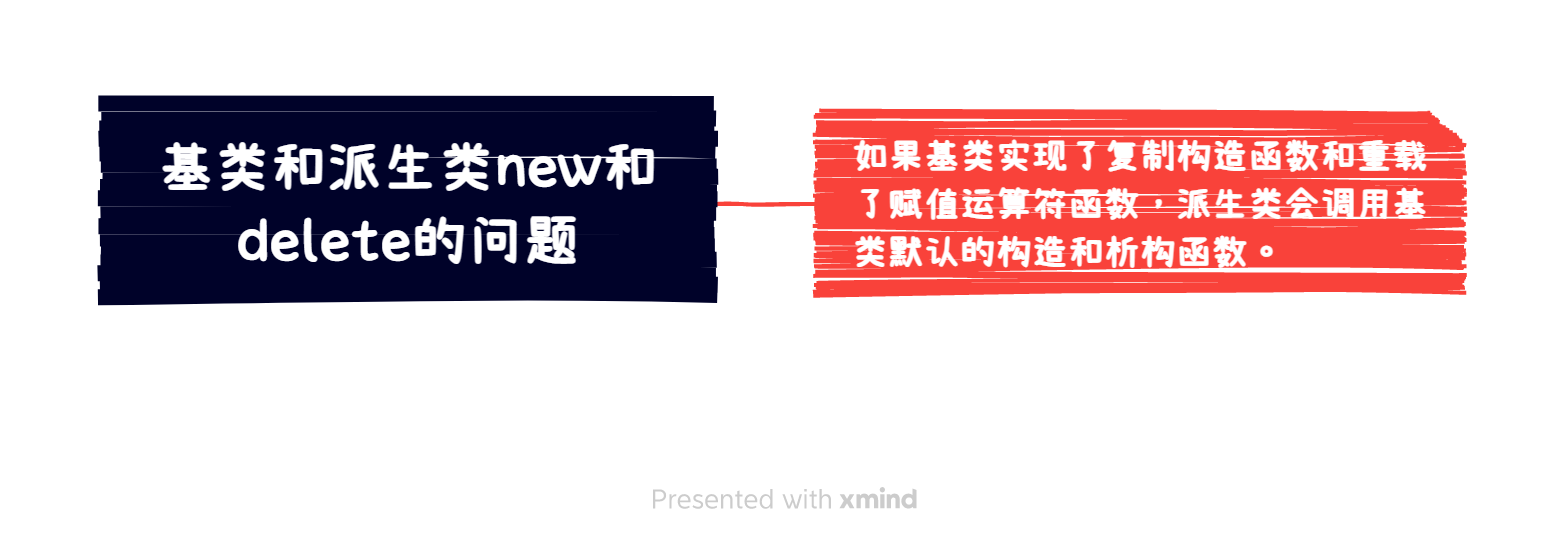 基类和派生类new和
delete的问题
如果基类实现了复制构造函数和重载
了赋值运算符函数，派生类会调用基
类默认的构造和析构函数。
Presented with xmind